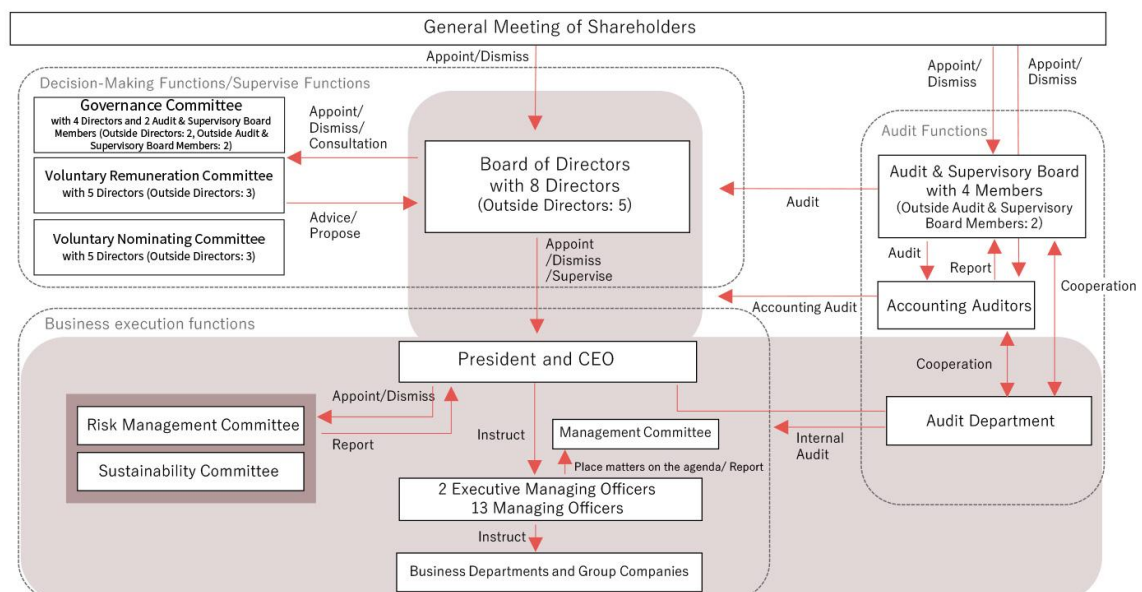 General Meeting of Shareholders
Appoint/Dismiss
Appoint/
Dismiss
Appoint/
Dismiss
Decision-Making Functions/Supervise Functions
Governance Committee
with 4 Directors and 2 Audit & Supervisory Board
Members (Outside Directors: 2, Outside Audit &
Supervisory Board Members: 2)
Voluntary Remuneration Committee
with 5 Directors (Outside Directors: 3)
Voluntary Nominating Committee
with 5 Directors (Outside Directors: 3)
Appoint/
Dismiss/
Consultation
Advice/
Propose
Board of Directors
with 8 Directors
(Outside Directors: 5)
Appoint
/Dismiss
/Supervise
Audit
Accounting Audit
Audit Functions
Audit & Supervisory Board
with 4 Members
(Outside Audit & Supervisory
Board Members: 2)
Audit
Report
Cooperation
Accounting Auditors
Cooperation
Audit Department
Internal
Audit
Business execution functions
President and CEO
Appoint/Dismiss
Report
Risk Management Committee
Sustainability Committee
Instruct
Management Committee
Place matters on the agenda/ Report
2 Executive Managing Officers
13 Managing Officers
Instruct
Business Departments and Group Companies